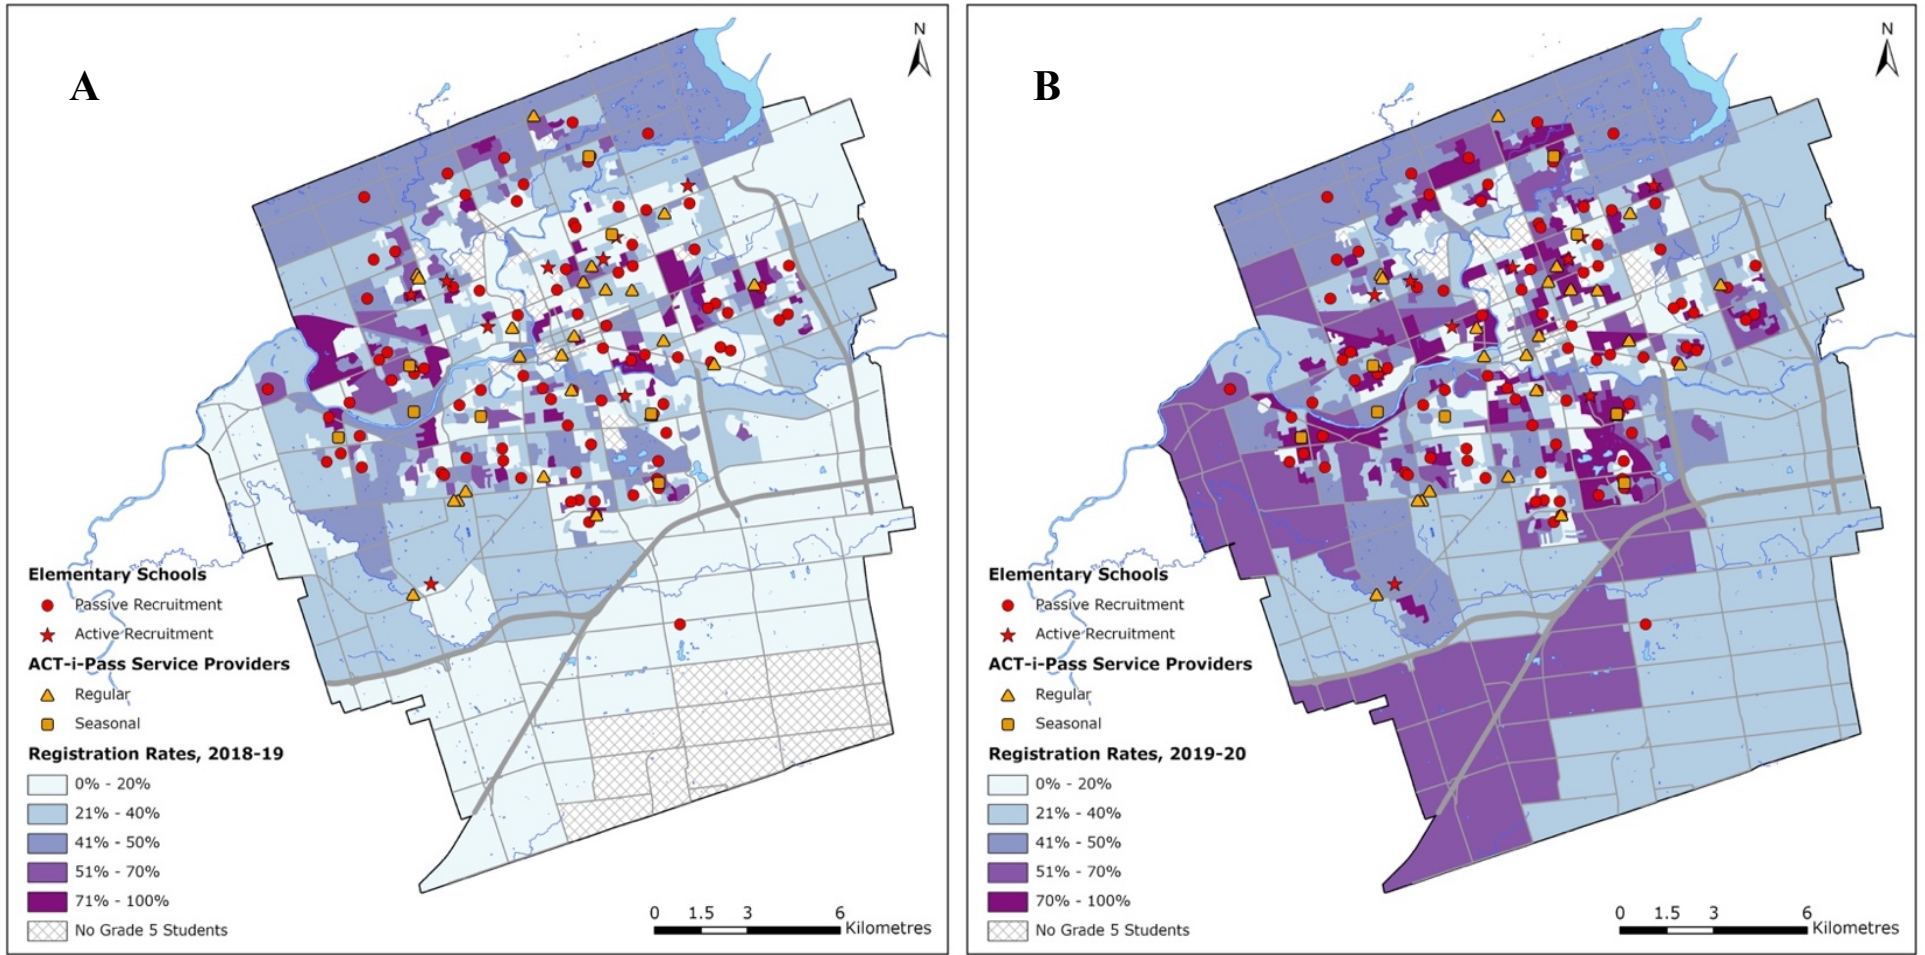 A
N
Elementary Schools
Passive Recruitment
Active Recruitment
ACT-i-Pass Service Providers
Regular
Seasonal
Registration Rates, 2018-19
0% - 20%
21% - 40%
41% - 50%
51% - 70%
71% - 100%
No Grade 5 Students
0 1.5 3 6
Kilometres
B
N
Elementary Schools
Passive Recruitment
Active Recruitment
ACT-i-Pass Service Providers
Regular
Seasonal
Registration Rates, 2019-20
0% - 20%
21% - 40%
41% - 50%
51% - 70%
70% - 100%
No Grade 5 Students
0 1.5 3 6
Kilometres